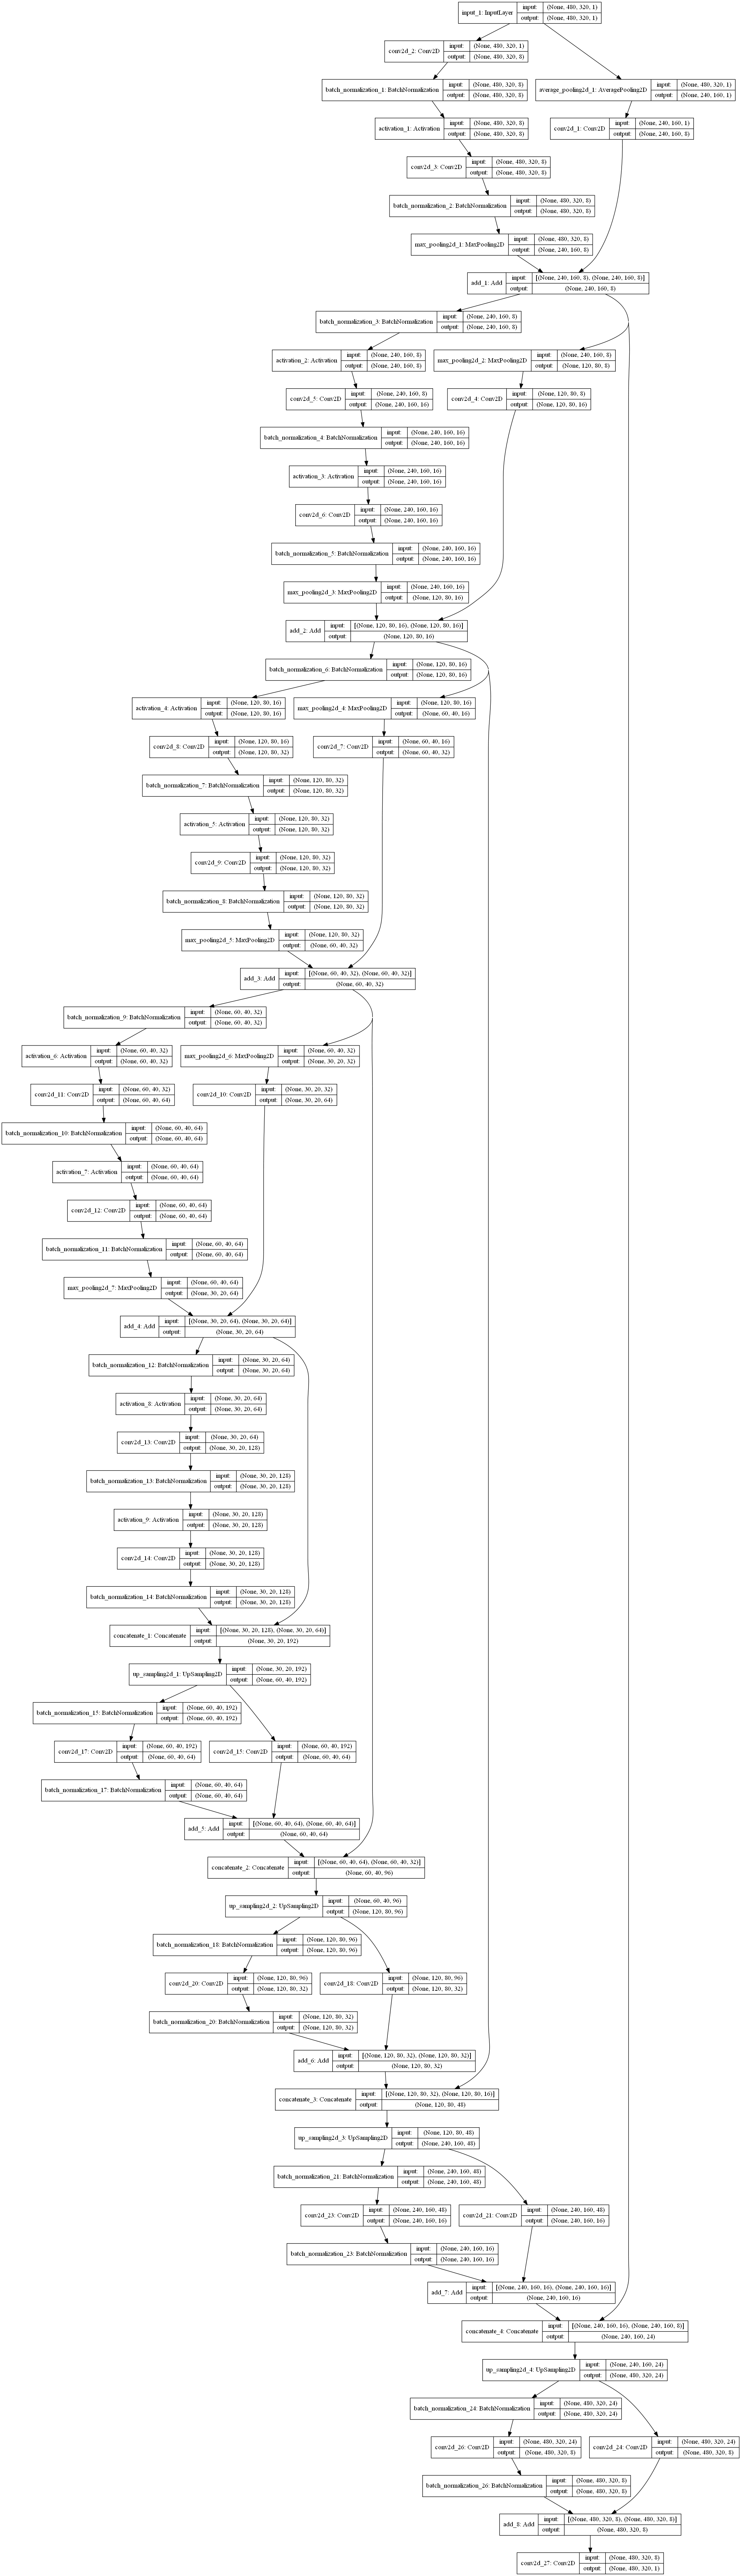 input_1: InputLayer
input: (None, 480, 320, 1)
output: (None, 480, 320, 1)
conv2d_2: Conv2D
input: (None, 480, 320, 1)
output: (None, 480, 320, 8)
batch_normalization_1: BatchNormalization
input: (None, 480, 320, 8)
output: (None, 480, 320, 8)
average_pooling2d_1: AveragePooling2D
input: (None, 480, 320, 1)
output: (None, 240, 160, 1)
activation_1: Activation
input: (None, 480, 320, 8)
output: (None, 480, 320, 8)
conv2d_1: Conv2D
input: (None, 240, 160, 1)
output: (None, 240, 160, 8)
conv2d_3: Conv2D
input: (None, 480, 320, 8)
output: (None, 480, 320, 8)
batch_normalization_2: BatchNormalization
input: (None, 480, 320, 8)
output: (None, 480, 320, 8)
max_pooling2d_1: MaxPooling2D
input: (None, 480, 320, 8)
output: (None, 240, 160, 8)
add_1: Add
input: [(None, 240, 160, 8), (None, 240, 160, 8)]
output: (None, 240, 160, 8)
batch_normalization_3: BatchNormalization
input: (None, 240, 160, 8)
output: (None, 240, 160, 8)
activation_2: Activation
input: (None, 240, 160, 8)
output: (None, 240, 160, 8)
max_pooling2d_2: MaxPooling2D
input: (None, 240, 160, 8)
output: (None, 120, 80, 8)
conv2d_5: Conv2D
input: (None, 240, 160, 8)
output: (None, 240, 160, 16)
conv2d_4: Conv2D
input: (None, 120, 80, 8)
output: (None, 120, 80, 16)
batch_normalization_4: BatchNormalization
input: (None, 240, 160, 16)
output: (None, 240, 160, 16)
activation_3: Activation
input: (None, 240, 160, 16)
output: (None, 240, 160, 16)
conv2d_6: Conv2D
input: (None, 240, 160, 16)
output: (None, 240, 160, 16)
batch_normalization_5: BatchNormalization
input: (None, 240, 160, 16)
output: (None, 240, 160, 16)
max_pooling2d_3: MaxPooling2D
input: (None, 240, 160, 16)
output: (None, 120, 80, 16)
add_2: Add
input: [(None, 120, 80, 16), (None, 120, 80, 16)]
output: (None, 120, 80, 16)
batch_normalization_6: BatchNormalization
input: (None, 120, 80, 16)
output: (None, 120, 80, 16)
activation_4: Activation
input: (None, 120, 80, 16)
output: (None, 120, 80, 16)
max_pooling2d_4: MaxPooling2D
input: (None, 120, 80, 16)
output: (None, 60, 40, 16)
conv2d_8: Conv2D
input: (None, 120, 80, 16)
output: (None, 120, 80, 32)
conv2d_7: Conv2D
input: (None, 60, 40, 16)
output: (None, 60, 40, 32)
batch_normalization_7: BatchNormalization
input: (None, 120, 80, 32)
output: (None, 120, 80, 32)
activation_5: Activation
input: (None, 120, 80, 32)
output: (None, 120, 80, 32)
conv2d_9: Conv2D
input: (None, 120, 80, 32)
output: (None, 120, 80, 32)
batch_normalization_8: BatchNormalization
input: (None, 120, 80, 32)
output: (None, 120, 80, 32)
max_pooling2d_5: MaxPooling2D
input: (None, 120, 80, 32)
output: (None, 60, 40, 32)
add_3: Add
input: [(None, 60, 40, 32), (None, 60, 40, 32)]
output: (None, 60, 40, 32)
batch_normalization_9: BatchNormalization
input: (None, 60, 40, 32)
output: (None, 60, 40, 32)
activation_6: Activation
input: (None, 60, 40, 32)
output: (None, 60, 40, 32)
max_pooling2d_6: MaxPooling2D
input: (None, 60, 40, 32)
output: (None, 30, 20, 32)
conv2d_11: Conv2D
input: (None, 60, 40, 32)
output: (None, 60, 40, 64)
conv2d_10: Conv2D
input: (None, 30, 20, 32)
output: (None, 30, 20, 64)
batch_normalization_10: BatchNormalization
input: (None, 60, 40, 64)
output: (None, 60, 40, 64)
activation_7: Activation
input: (None, 60, 40, 64)
output: (None, 60, 40, 64)
conv2d_12: Conv2D
input: (None, 60, 40, 64)
output: (None, 60, 40, 64)
batch_normalization_11: BatchNormalization
input: (None, 60, 40, 64)
output: (None, 60, 40, 64)
max_pooling2d_7: MaxPooling2D
input: (None, 60, 40, 64)
output: (None, 30, 20, 64)
add_4: Add
input: [(None, 30, 20, 64), (None, 30, 20, 64)]
output: (None, 30, 20, 64)
batch_normalization_12: BatchNormalization
input: (None, 30, 20, 64)
output: (None, 30, 20, 64)
activation_8: Activation
input: (None, 30, 20, 64)
output: (None, 30, 20, 64)
conv2d_13: Conv2D
input: (None, 30, 20, 64)
output: (None, 30, 20, 128)
batch_normalization_13: BatchNormalization
input: (None, 30, 20, 128)
output: (None, 30, 20, 128)
activation_9: Activation
input: (None, 30, 20, 128)
output: (None, 30, 20, 128)
conv2d_14: Conv2D
input: (None, 30, 20, 128)
output: (None, 30, 20, 128)
batch_normalization_14: BatchNormalization
input: (None, 30, 20, 128)
output: (None, 30, 20, 128)
concatenate_1: Concatenate
input: [(None, 30, 20, 128), (None, 30, 20, 64)]
output: (None, 30, 20, 192)
up_sampling2d_1: UpSampling2D
input: (None, 30, 20, 192)
output: (None, 60, 40, 192)
batch_normalization_15: BatchNormalization
input: (None, 60, 40, 192)
output: (None, 60, 40, 192)
conv2d_17: Conv2D
input: (None, 60, 40, 192)
output: (None, 60, 40, 64)
conv2d_15: Conv2D
input: (None, 60, 40, 192)
output: (None, 60, 40, 64)
batch_normalization_17: BatchNormalization
input: (None, 60, 40, 64)
output: (None, 60, 40, 64)
add_5: Add
input: [(None, 60, 40, 64), (None, 60, 40, 64)]
output: (None, 60, 40, 64)
concatenate_2: Concatenate
input: [(None, 60, 40, 64), (None, 60, 40, 32)]
output: (None, 60, 40, 96)
up_sampling2d_2: UpSampling2D
input: (None, 60, 40, 96)
output: (None, 120, 80, 96)
batch_normalization_18: BatchNormalization
input: (None, 120, 80, 96)
output: (None, 120, 80, 96)
conv2d_20: Conv2D
input: (None, 120, 80, 96)
output: (None, 120, 80, 32)
conv2d_18: Conv2D
input: (None, 120, 80, 96)
output: (None, 120, 80, 32)
batch_normalization_20: BatchNormalization
input: (None, 120, 80, 32)
output: (None, 120, 80, 32)
add_6: Add
input: [(None, 120, 80, 32), (None, 120, 80, 32)]
output: (None, 120, 80, 32)
concatenate_3: Concatenate
input: [(None, 120, 80, 32), (None, 120, 80, 16)]
output: (None, 120, 80, 48)
up_sampling2d_3: UpSampling2D
input: (None, 120, 80, 48)
output: (None, 240, 160, 48)
batch_normalization_21: BatchNormalization
input: (None, 240, 160, 48)
output: (None, 240, 160, 48)
conv2d_23: Conv2D
input: (None, 240, 160, 48)
output: (None, 240, 160, 16)
conv2d_21: Conv2D
input: (None, 240, 160, 48)
output: (None, 240, 160, 16)
batch_normalization_23: BatchNormalization
input: (None, 240, 160, 16)
output: (None, 240, 160, 16)
add_7: Add
input: [(None, 240, 160, 16), (None, 240, 160, 16)]
output: (None, 240, 160, 16)
concatenate_4: Concatenate
input: [(None, 240, 160, 16), (None, 240, 160, 8)]
output: (None, 240, 160, 24)
up_sampling2d_4: UpSampling2D
input: (None, 240, 160, 24)
output: (None, 480, 320, 24)
batch_normalization_24: BatchNormalization
input: (None, 480, 320, 24)
output: (None, 480, 320, 24)
conv2d_26: Conv2D
input: (None, 480, 320, 24)
output: (None, 480, 320, 8)
conv2d_24: Conv2D
input: (None, 480, 320, 24)
output: (None, 480, 320, 8)
batch_normalization_26: BatchNormalization
input: (None, 480, 320, 8)
output: (None, 480, 320, 8)
add_8: Add
input: [(None, 480, 320, 8), (None, 480, 320, 8)]
output: (None, 480, 320, 8)
conv2d_27: Conv2D
input: (None, 480, 320, 8)
output: (None, 480, 320, 1)